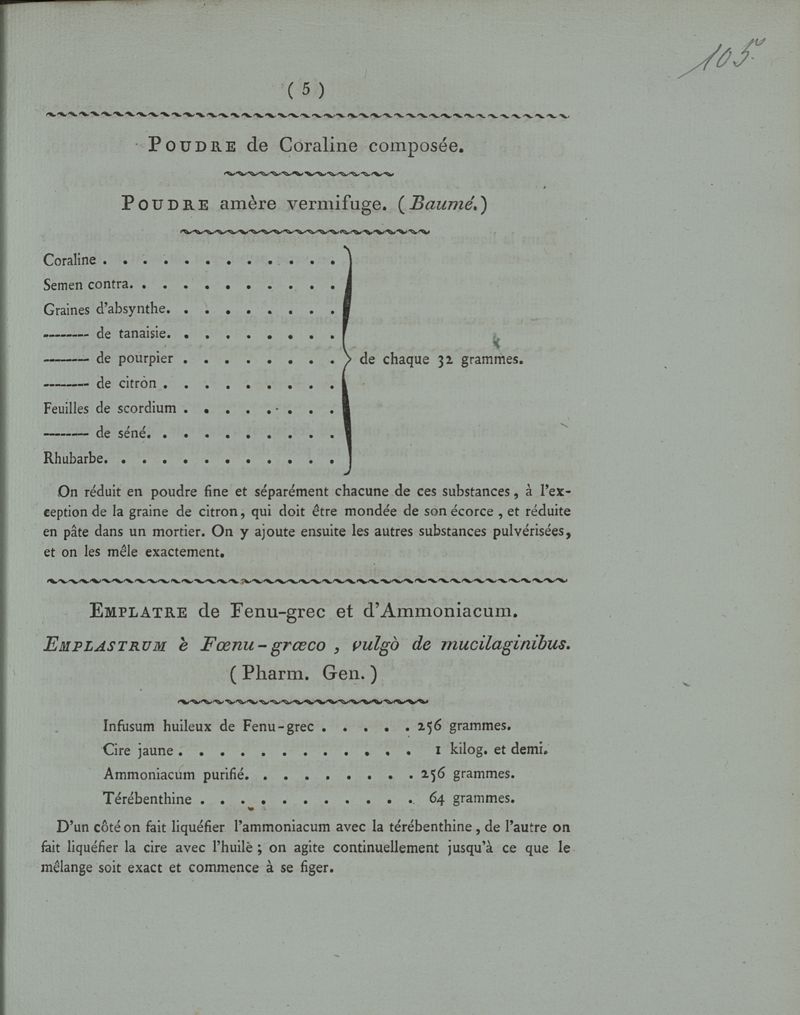 105
( 5 )
POUDRE de Coraline composée.
POUDRE amère vermifuge. (Baumé.)
Coraline . . . . . . . . . . . .
Semen contra. . . . . . . . . . .
Graines d'absynthe. . . . . . . . .
——— de tanaisie. . . . . . . . .
——— de pourpier . . . . . . . . de chaque 32 grammes.
——— de citron . . . . . . . . .
Feuilles de scordium . . . . . . . .
——— de séné. . . . . . . . . .
Rhubarbe. . . . . . . . . . . .
On réduit en poudre fine et séparément chacune de ces substances, à l'ex-
ception de la graine de citron, qui doit être mondée de son écorce, et réduite
en pâte dans un mortier. On y ajoute ensuite les autres substances pulvérisées,
et on les mêle exactement.
EMPLATRE de Fenu-grec et d'Ammoniacum.
EMPLASTRUM è Fœnu-grœco, vulgò de mucilaginibus.
(Pharm. Gen.)
Infusum huileux de Fenu-grec . . . . . 256 grammes.
Cire jaune . . . . . . . . . . . . 1 kilog. et demi.
Ammoniacum purifié. . . . . . . . . 256 grammes.
Térébenthine . . . . . . . . . . . 64 grammes.
D'un côté on fait liquéfier l'ammoniacum avec la térébenthine, de l'autre on
fait liquéfier la cire avec l'huile ; on agite continuellement jusqu'à ce que le
mêlange soit exact et commence à se figer.